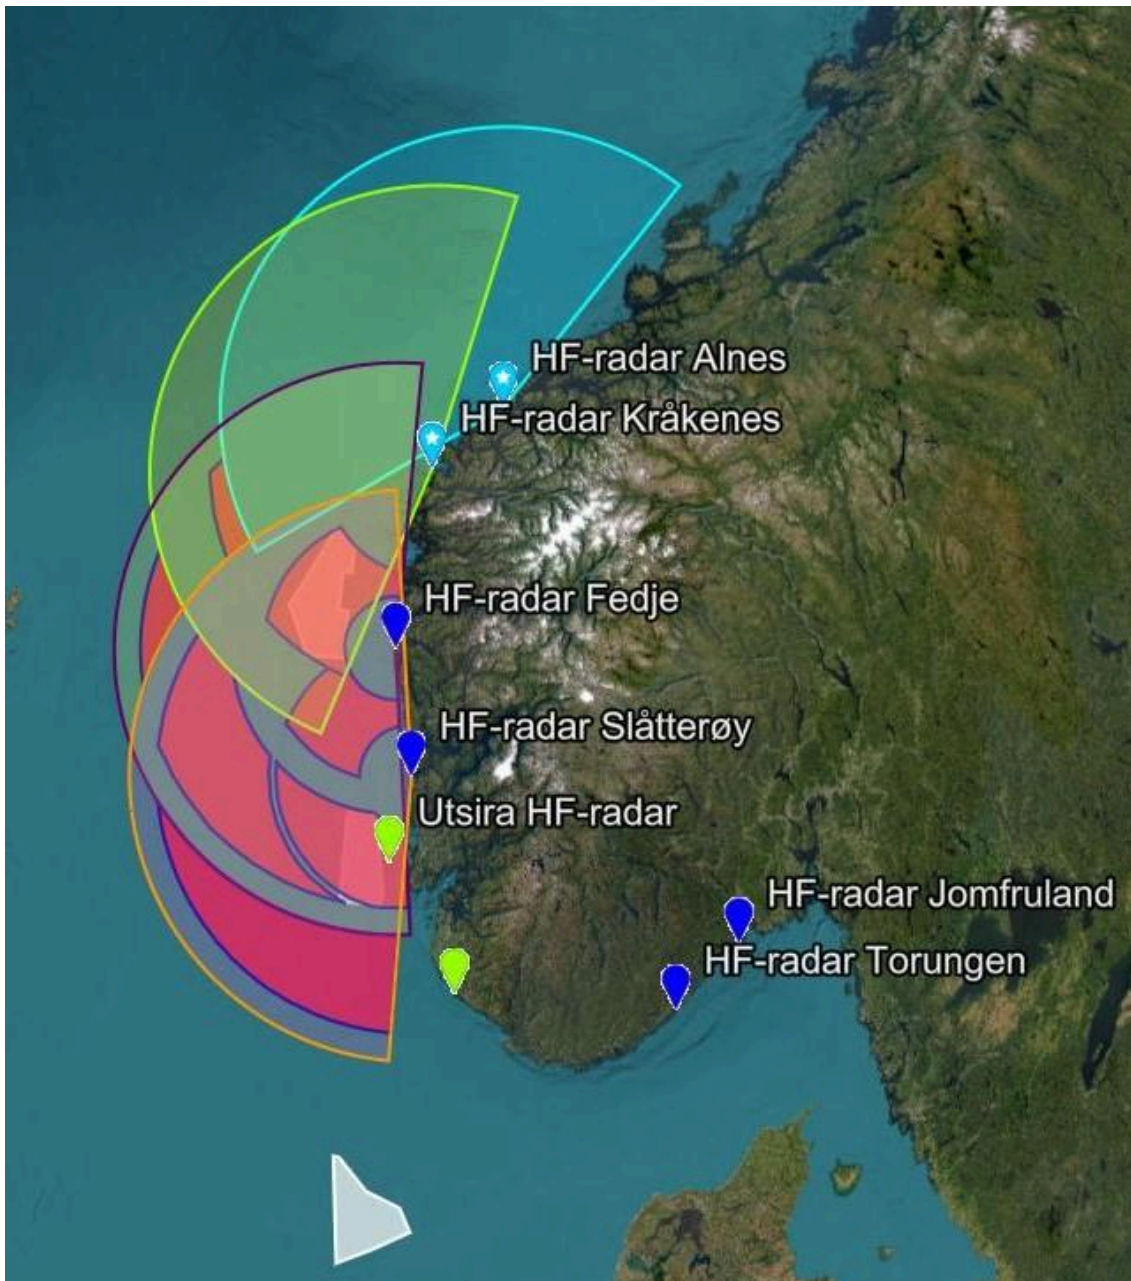 HF-radar Alnes
HF-radar Kråkenes
HF-radar Fedje
HF-radar Slåtterøy
Utsira HF-radar
HF-radar Jomfruland
HF-radar Torungen